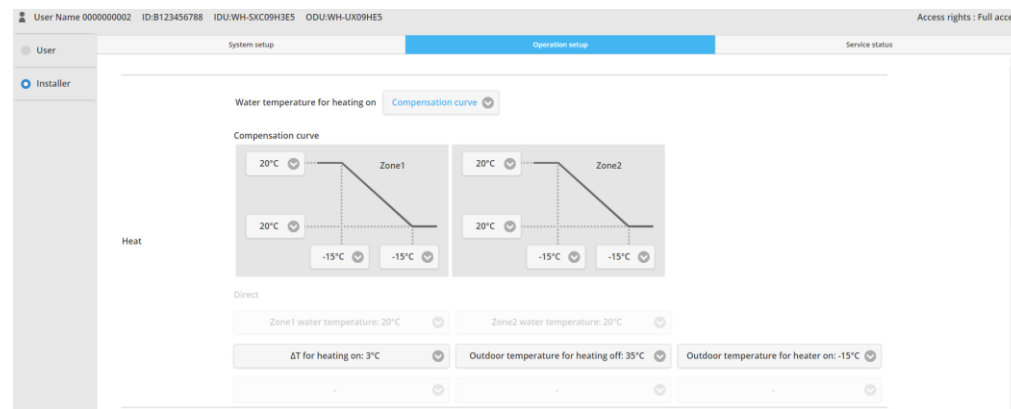 User Name 0000000002 ID:B123456788 IDU:WH-SXC09H3E5 ODU:WH-UX09HE5 Access rights : Full acce
User
System setup Operation setup Service status
Installer
Water temperature for heating on Compensation curve
Compensation curve
20°C Zone1 20°C Zone2
20°C 20°C
Heat
-15°C -15°C -15°C -15°C
Direct
Zone1 water temperature: 20°C Zone2 water temperature: 20°C
ΔT for heating on: 3°C Outdoor temperature for heating off: 35°C Outdoor temperature for heater on: -15°C
- - -